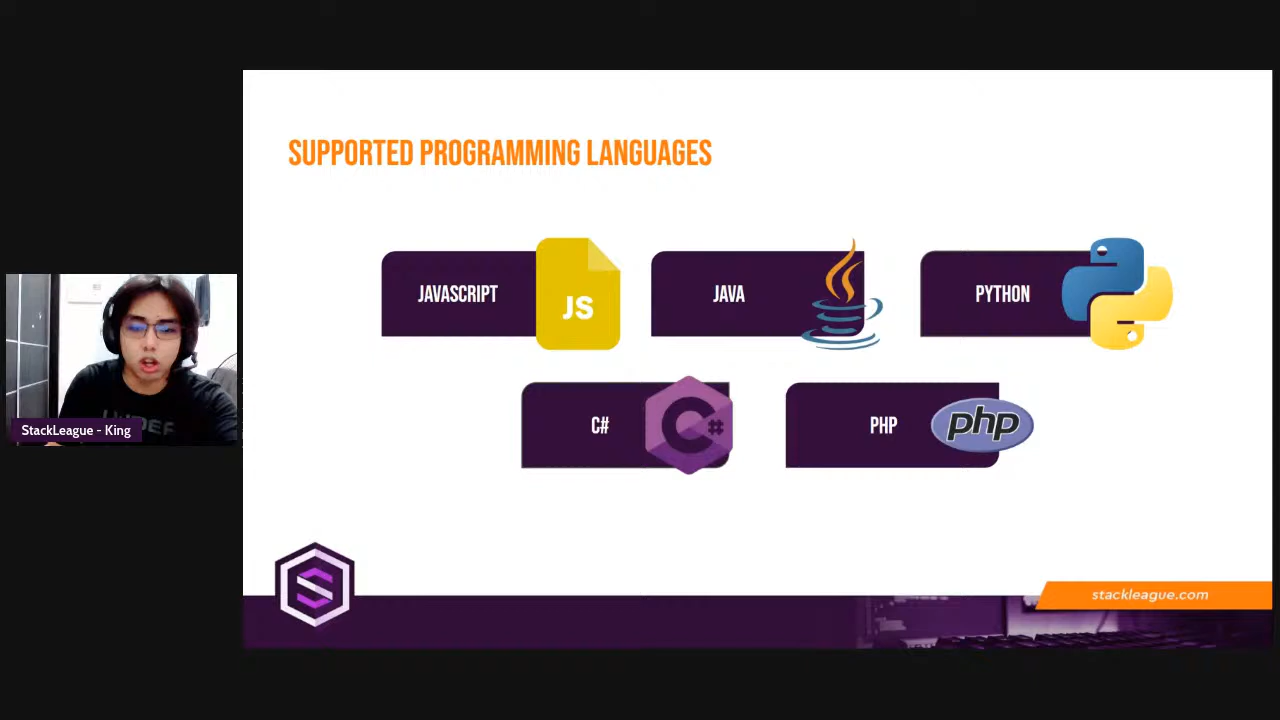 SUPPORTED PROGRAMMING LANGUAGES
JAVASCRIPT
JS
JAVA
PYTHON
C#
C#
PHP
php
StackLeague - King
stackleague.com